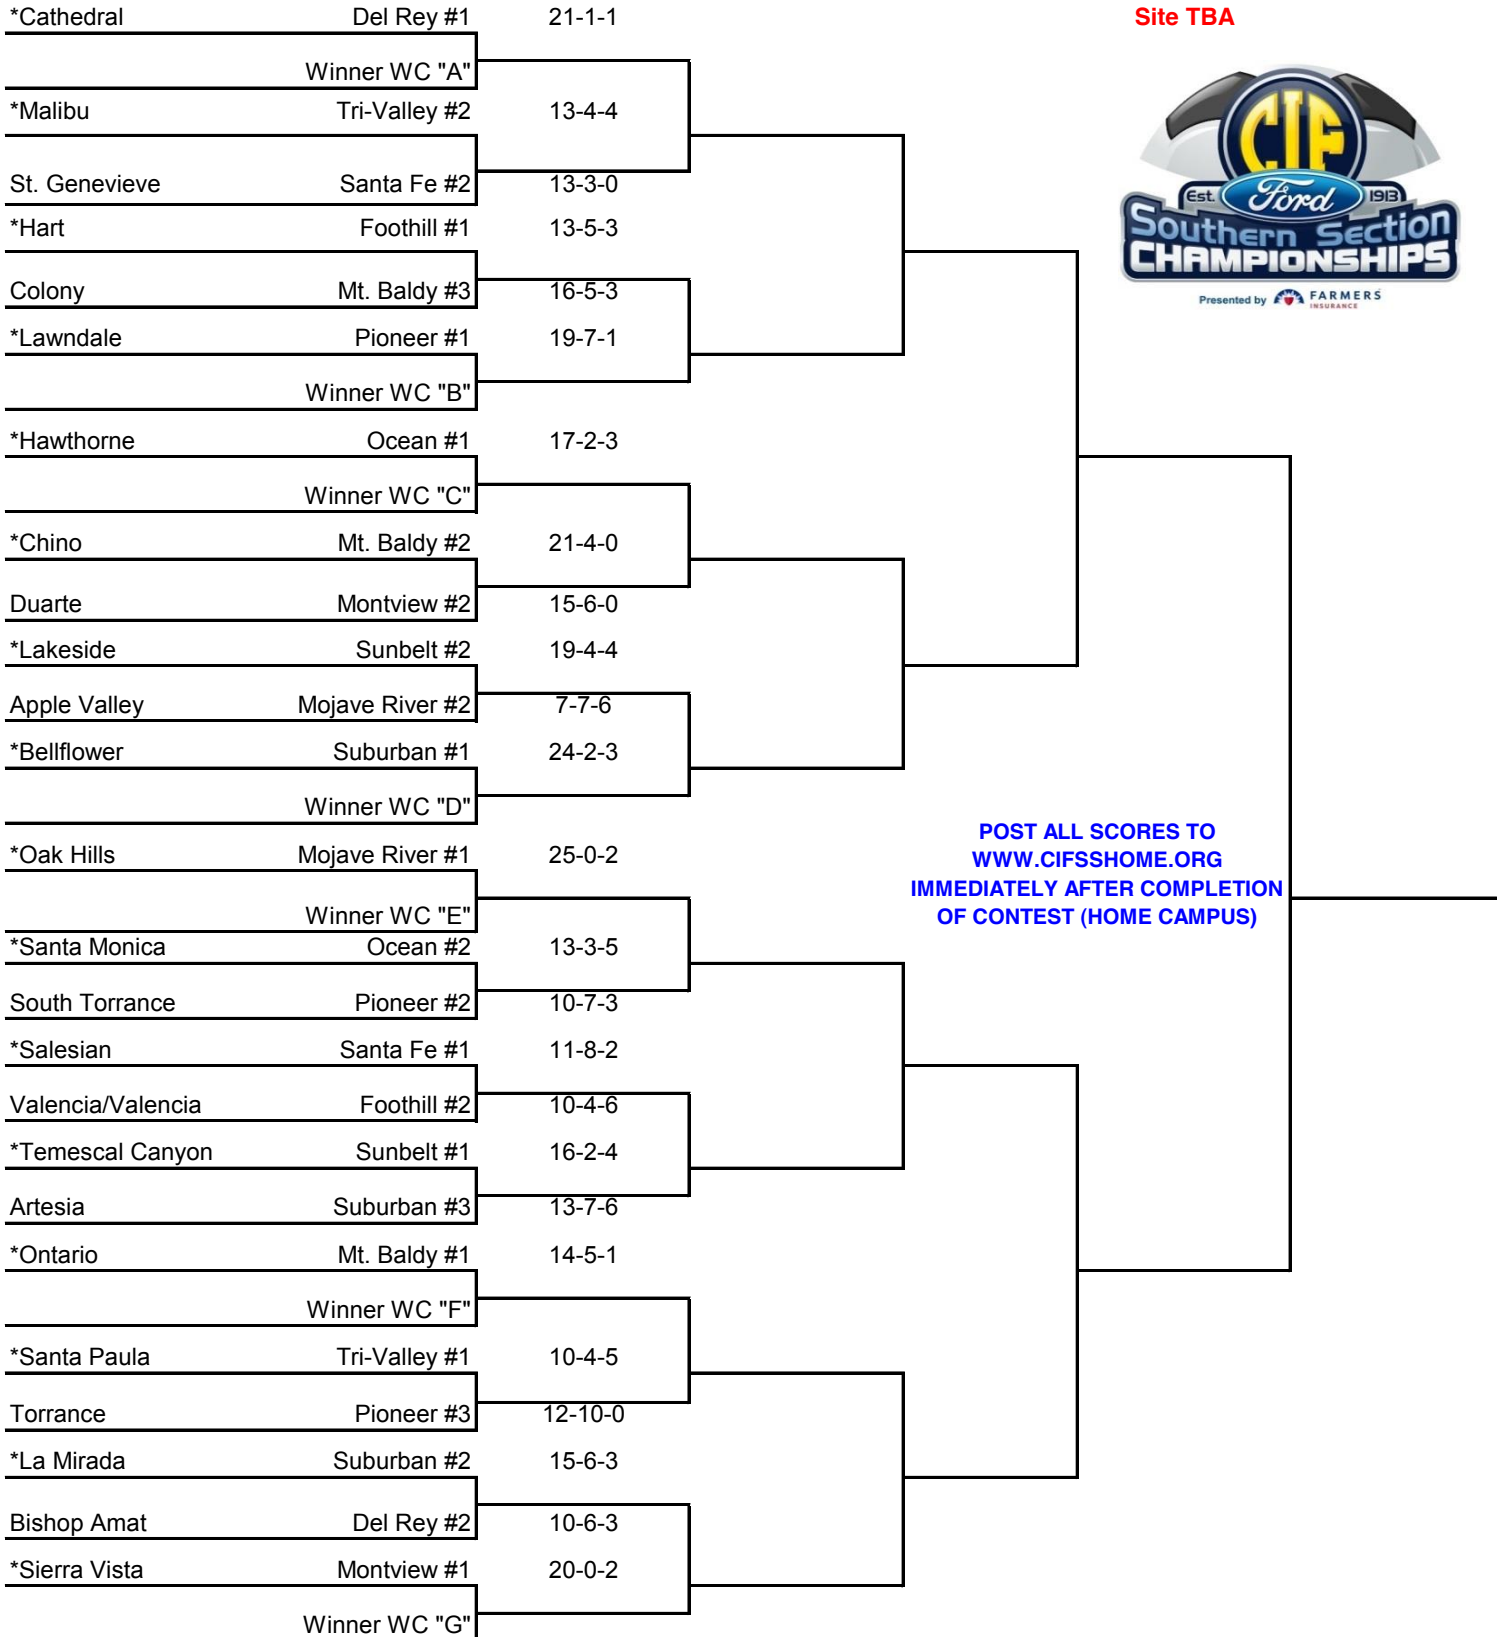 *Cathedral Del Rey #1 21-1-1 Site TBA
Winner WC "A"
*Malibu Tri-Valley #2 13-4-4
CIF
St. Genevieve Santa Fe #2 13-3-0
Est. Ford 1913
*Hart Foothill #1 13-5-3
Southern Section
CHAMPIONSHIPS
Colony Mt. Baldy #3 16-5-3
Presented by FARMERS
INSURANCE
*Lawndale Pioneer #1 19-7-1
Winner WC "B"
*Hawthorne Ocean #1 17-2-3
Winner WC "C"
*Chino Mt. Baldy #2 21-4-0
Duarte Montview #2 15-6-0
*Lakeside Sunbelt #2 19-4-4
Apple Valley Mojave River #2 7-7-6
*Bellflower Suburban #1 24-2-3
Winner WC "D"
POST ALL SCORES TO
*Oak Hills Mojave River #1 25-0-2
WWW.CIFSSHOME.ORG
IMMEDIATELY AFTER COMPLETION
Winner WC "E"
OF CONTEST (HOME CAMPUS)
*Santa Monica Ocean #2 13-3-5
South Torrance Pioneer #2 10-7-3
*Salesian Santa Fe #1 11-8-2
Valencia/Valencia Foothill #2 10-4-6
*Temescal Canyon Sunbelt #1 16-2-4
Artesia Suburban #3 13-7-6
*Ontario Mt. Baldy #1 14-5-1
Winner WC "F"
*Santa Paula Tri-Valley #1 10-4-5
Torrance Pioneer #3 12-10-0
*La Mirada Suburban #2 15-6-3
Bishop Amat Del Rey #2 10-6-3
*Sierra Vista Montview #1 20-0-2
Winner WC "G"